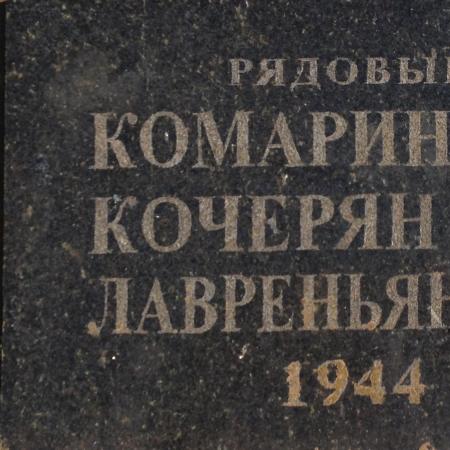 РЯДОВЫ
КОМАРИН
КОЧЕРЯН
ЛАВРЕНЬЯН
1944